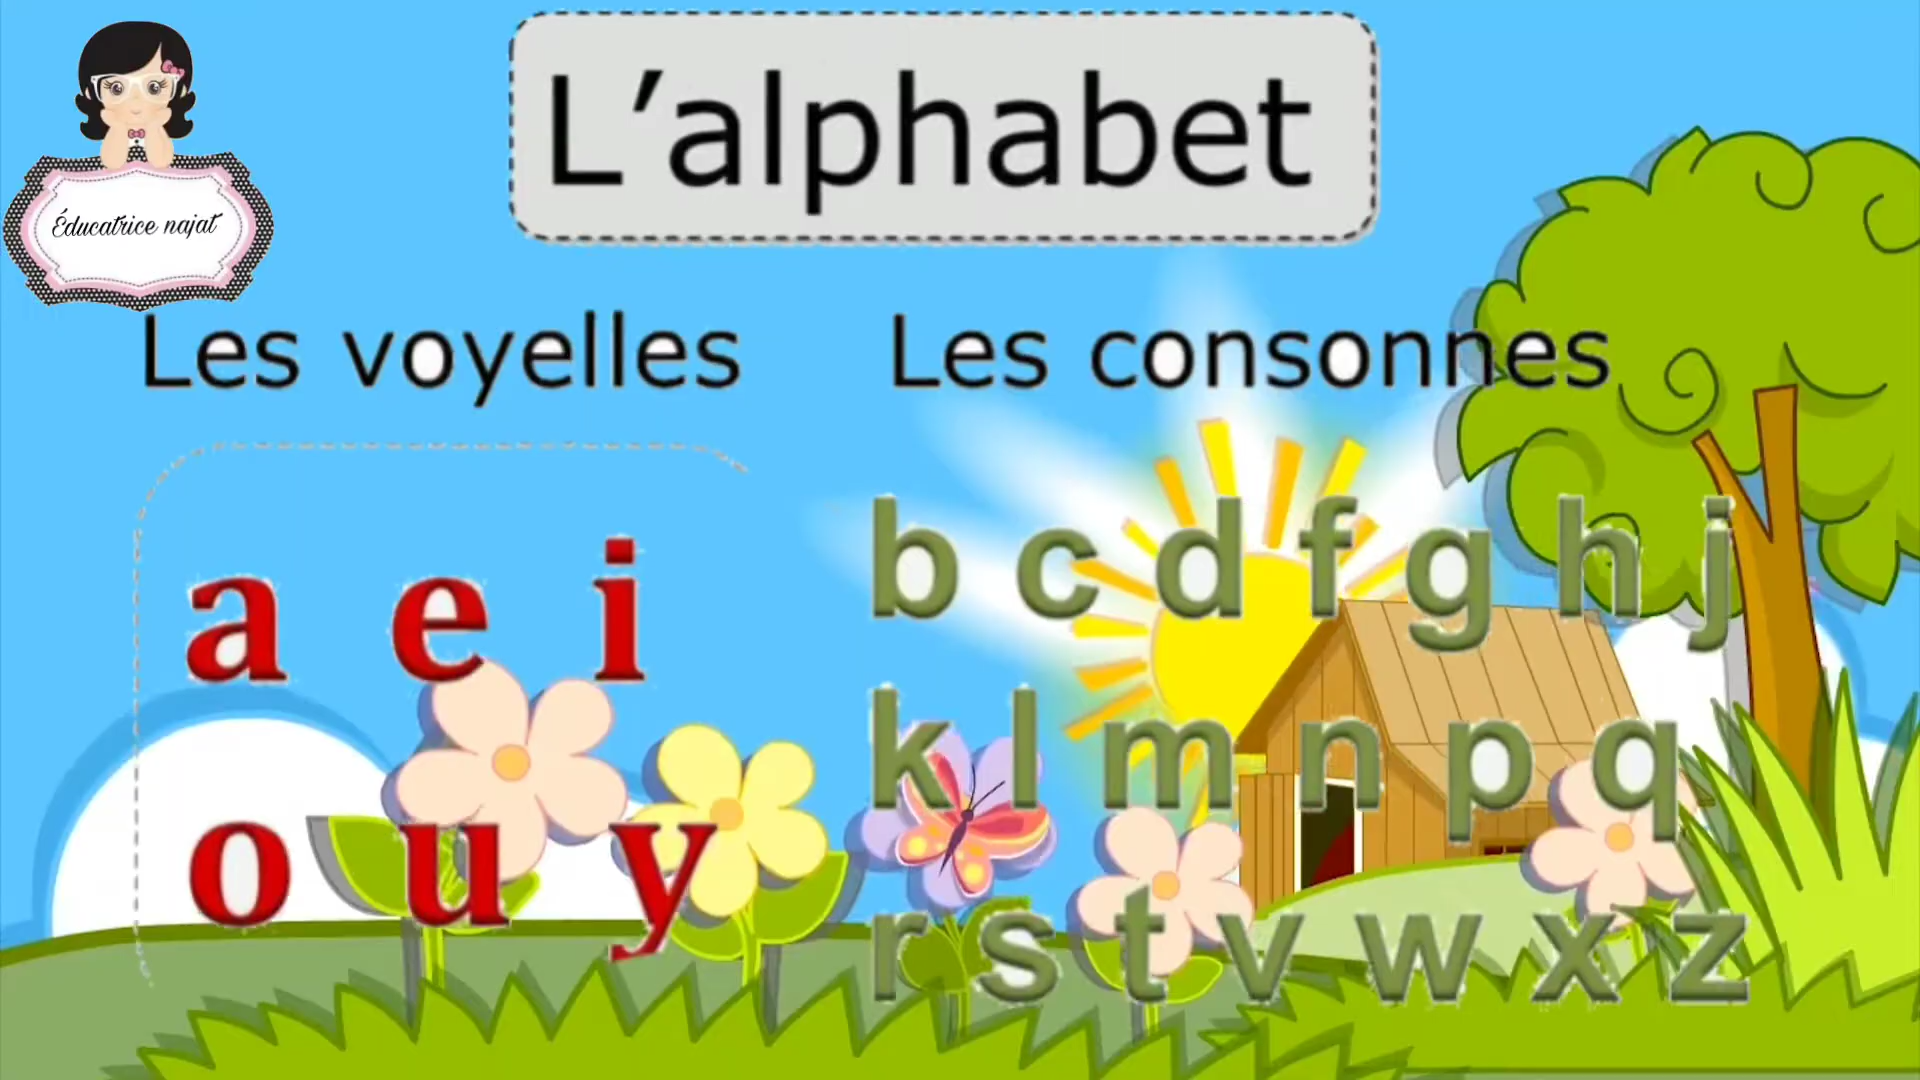 Éducatrice najat
L'alphabet
Les voyelles
a e i
o u y
Les consonnes
b c d f g h j
k l m n p q
r s t v w x z